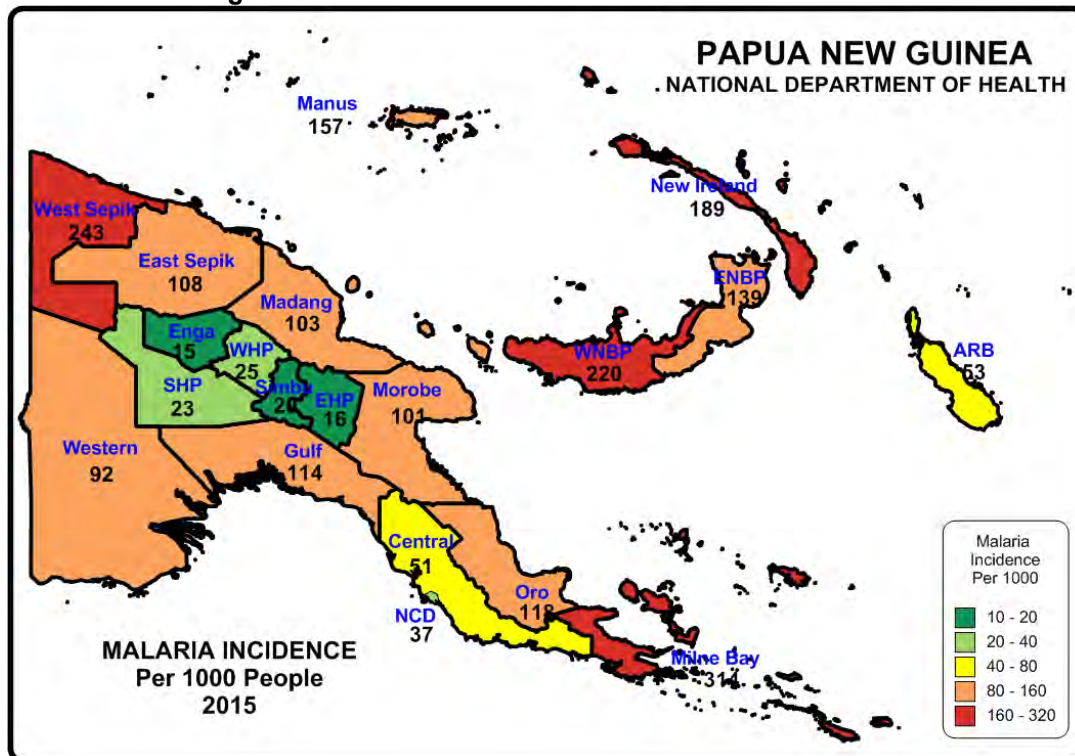 PAPUA NEW GUINEA
NATIONAL DEPARTMENT OF HEALTH
Manus
157
New Ireland
189
West Sepik
243
East Sepik
108
ENBP
139
Madang
103
Enga
15
WHP
25
WNBP
220
ARB
53
SHP
23
Simbu
20
EHP
16
Morobe
101
Western
92
Gulf
114
Central
51
Oro
118
NCD
37
Milne Bay
MALARIA INCIDENCE
Per 1000 People
2015
Malaria
Incidence
Per 1000
10 - 20
20 - 40
40 - 80
80 - 160
160 - 320